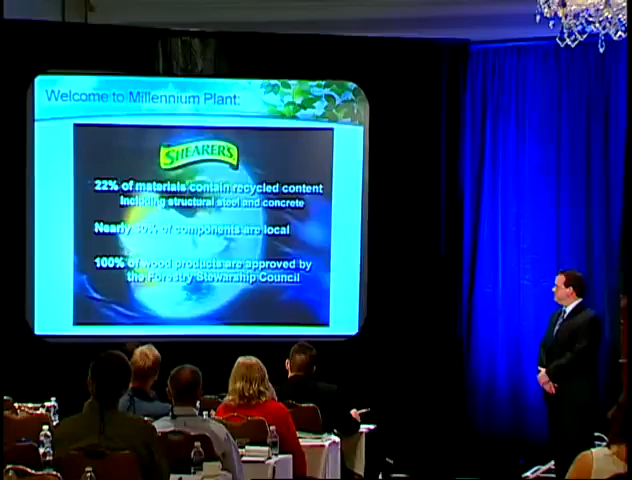 Welcome to Millennium Plant:
SHEARER'S
22% of materials contain recycled content
Including structural steel and concrete
Nearly of components are local
100% of wood products are approved by
the Forestry Stewarship Council